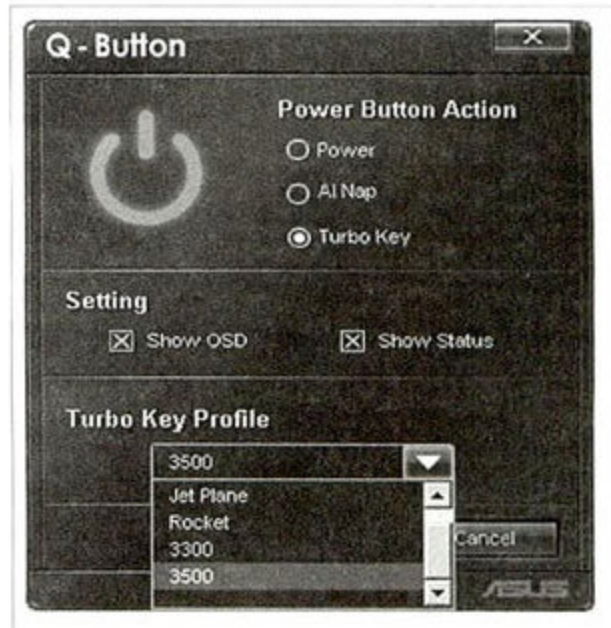 Q - Button
Power Button Action
Power
AI Nap
Turbo Key
Setting
Show OSD
Show Status
Turbo Key Profile
3500
Jet Plane
Rocket
3300
3500
Cancel
ASUS